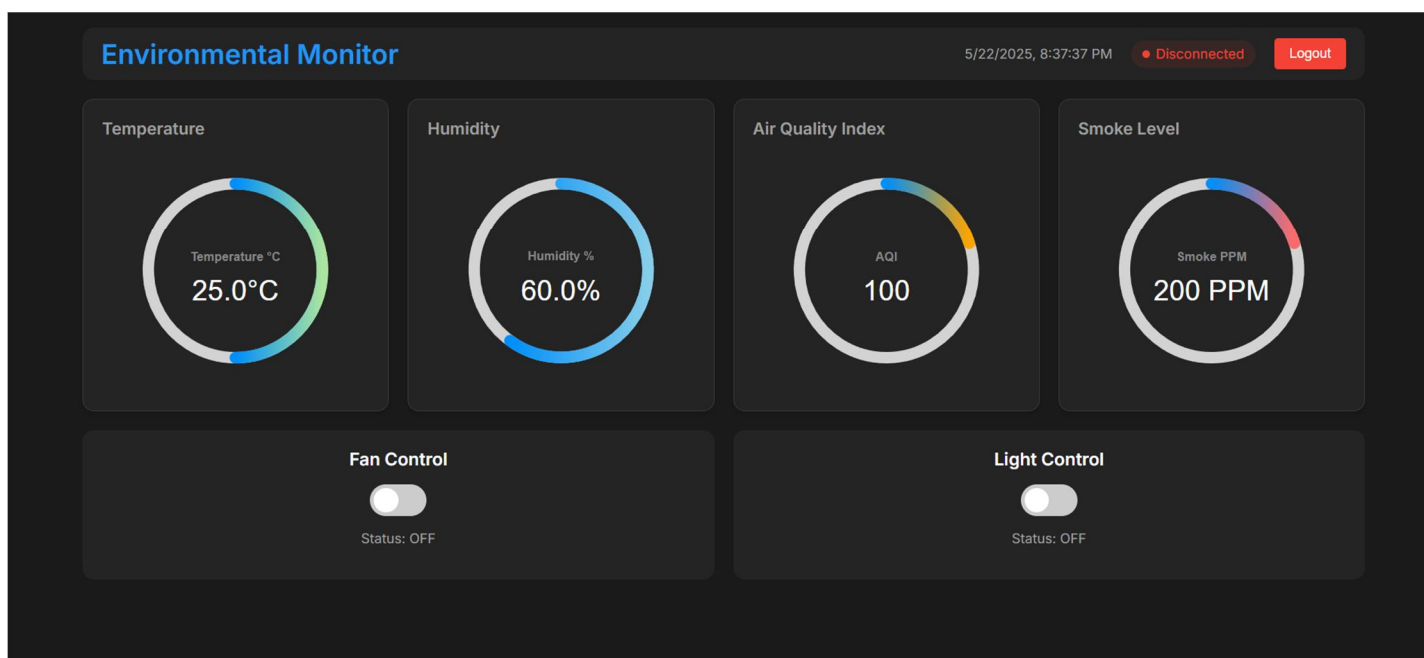 Environmental Monitor
5/22/2025, 8:37:37 PM
Disconnected
Logout
Temperature
Temperature °C
25.0°C
Humidity
Humidity %
60.0%
Air Quality Index
AQI
100
Smoke Level
Smoke PPM
200 PPM
Fan Control
Status: OFF
Light Control
Status: OFF